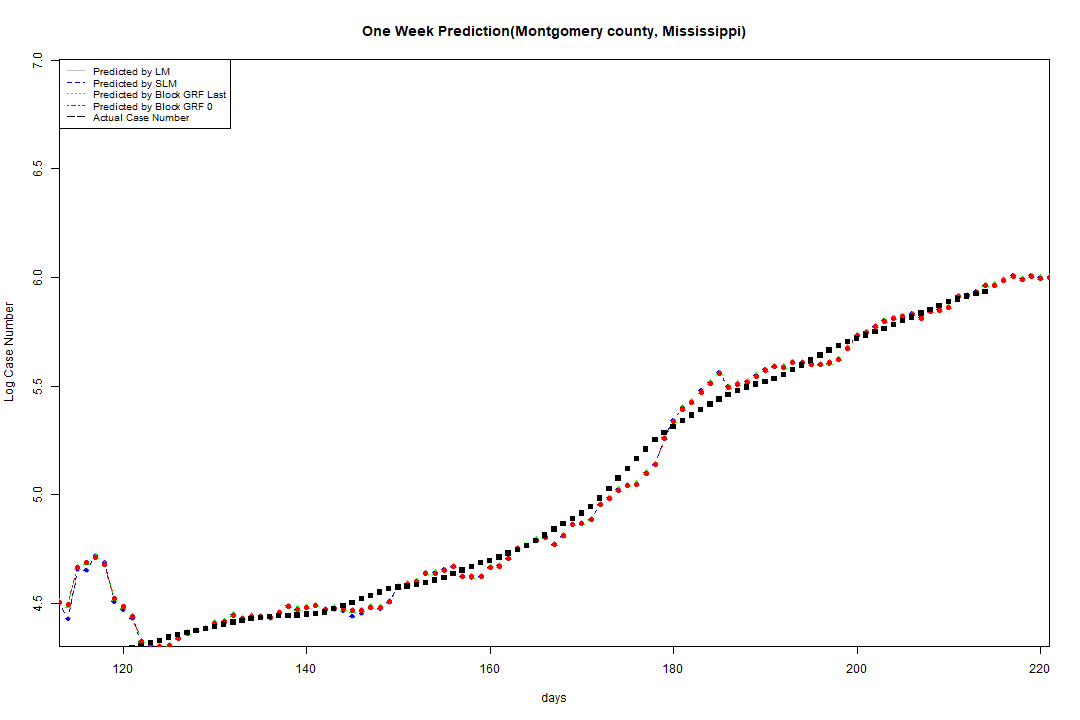 One Week Prediction(Montgomery county, Mississippi)
7.0
Predicted by LM
Predicted by SLM
Predicted by Block GRF Last
Predicted by Block GRF 0
Actual Case Number
6.5
6.0
Log Case Number
5.5
5.0
4.5
120 140 160 180 200 220
days